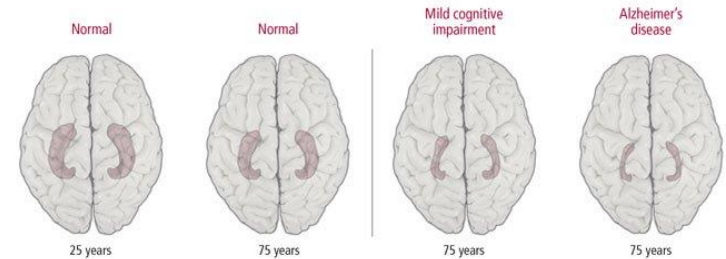 Normal
Normal
Mild cognitive
impairment
Alzheimer's
disease
25 years
75 years
75 years
75 years